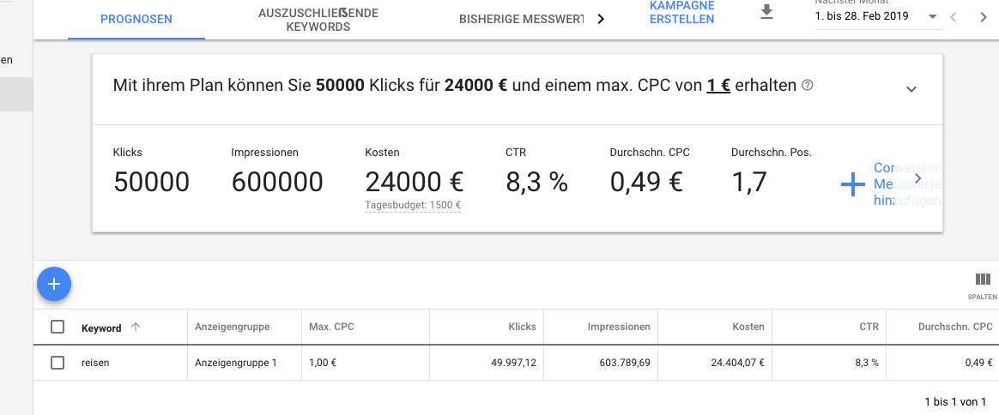 Nächster Monat
PROGNOSEN
AUSZUSCHLIEẞENDE
KEYWORDS
BISHERIGE MESSWERT
KAMPAGNE
ERSTELLEN
1. bis 28. Feb 2019
en
Mit ihrem Plan können Sie 50000 Klicks für 24000 € und einem max. CPC von 1 € erhalten
Klicks
50000
Impressionen
600000
Kosten
24000 €
Tagesbudget: 1500 €
CTR
8,3 %
Durchschn. CPC
0,49 €
Durchschn. Pos.
1,7
Conversion
Messwerte
hinzufügen
SPALTEN
Keyword Anzeigengruppe Max. CPC Klicks Impressionen Kosten CTR Durchschn. CPC
reisen Anzeigengruppe 1 1,00 € 49.997,12 603.789,69 24.404,07 € 8,3 % 0,49 €
1 bis 1 von 1